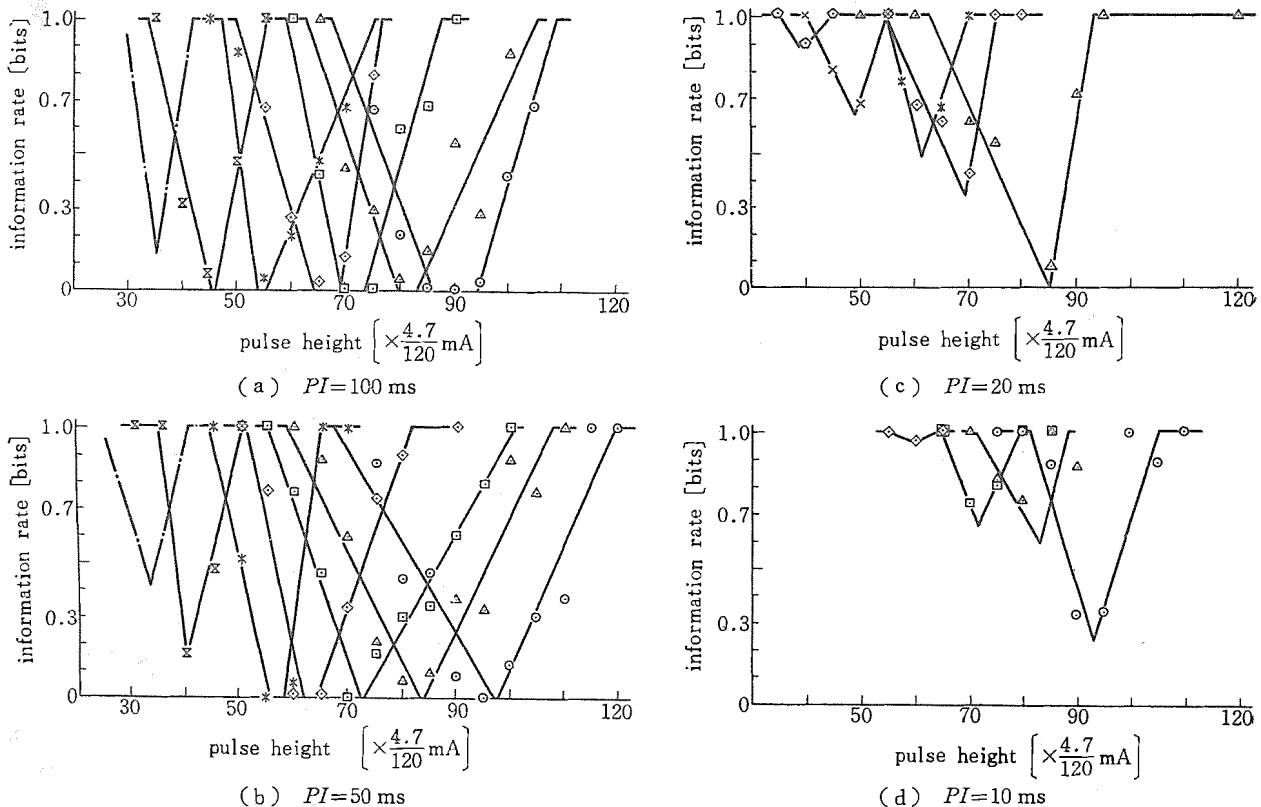 information rate [bits]
1.0
0.7
0.3
0
30
50
70
90
120
pulse height [×4.7/120 mA]
(a) PI=100 ms
information rate [bits]
1.0
0.7
0.3
0
30
50
70
90
120
pulse height [×4.7/120 mA]
(b) PI=50 ms
information rate [bits]
1.0
0.7
0.3
0
50
70
90
120
pulse height [×4.7/120 mA]
(c) PI=20 ms
information rate [bits]
1.0
0.7
0.3
0
50
70
90
120
pulse height [×4.7/120 mA]
(d) PI=10 ms